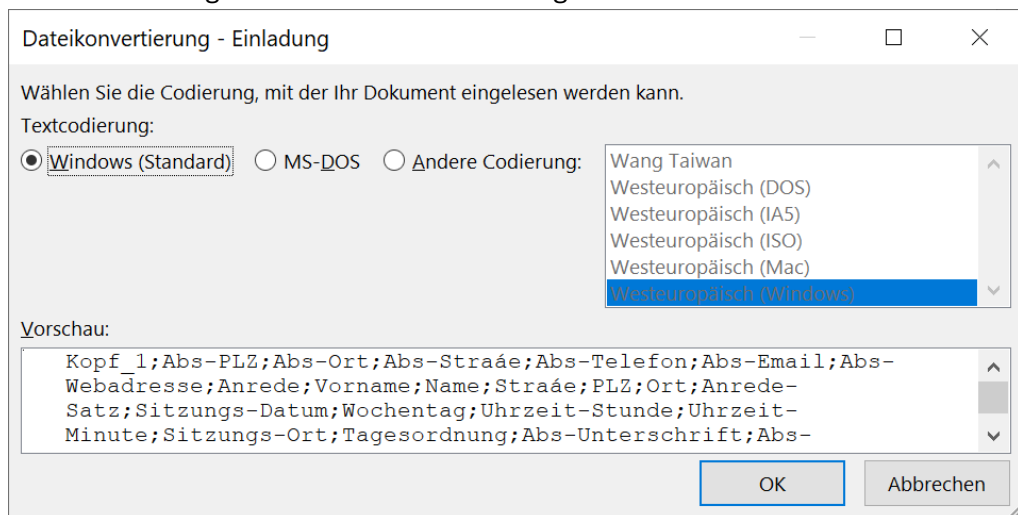 Dateikonvertierung - Einladung
Wählen Sie die Codierung, mit der Ihr Dokument eingelesen werden kann.
Textcodierung:
Windows (Standard) MS-DOS Andere Codierung:
Wang Taiwan
Westeuropäisch (DOS)
Westeuropäisch (IA5)
Westeuropäisch (ISO)
Westeuropäisch (Mac)
Westeuropäisch (Windows)
Vorschau:
Kopf_1;Abs-PLZ;Abs-Ort;Abs-Straáe;Abs-Telefon;Abs-Email;Abs-
Webadresse;Anrede;Vorname;Name;Straáe;PLZ;Ort;Anrede-
Satz;Sitzungs-Datum;Wochentag;Uhrzeit-Stunde;Uhrzeit-
Minute;Sitzungs-Ort;Tagesordnung;Abs-Unterschrift;Abs-
OK Abbrechen